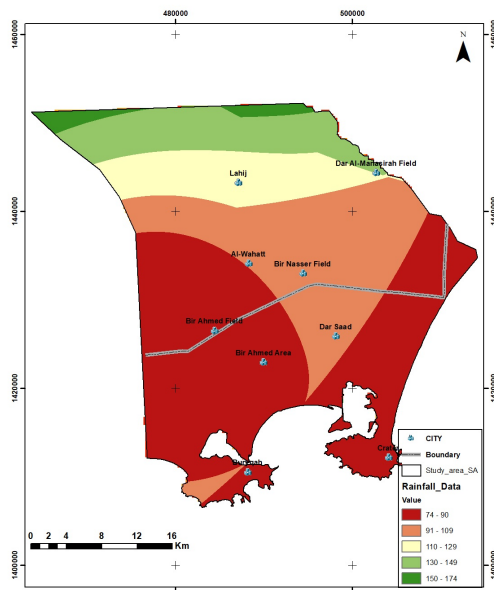 480000 500000
1460000 1460000
N
Dar Al-Manasirah Field
Lahij
1440000 1440000
Al-Wahatt
Bir Nasser Field
Bir Ahmed Field
Dar Saad
Bir Ahmed Area
1420000 1420000
CITY
Boundary
Study_area_SA
Rainfall_Data
Value
74 - 90
91 - 109
110 - 129
130 - 149
150 - 174
0 2 4 8 12 16
Km
1400000 1400000